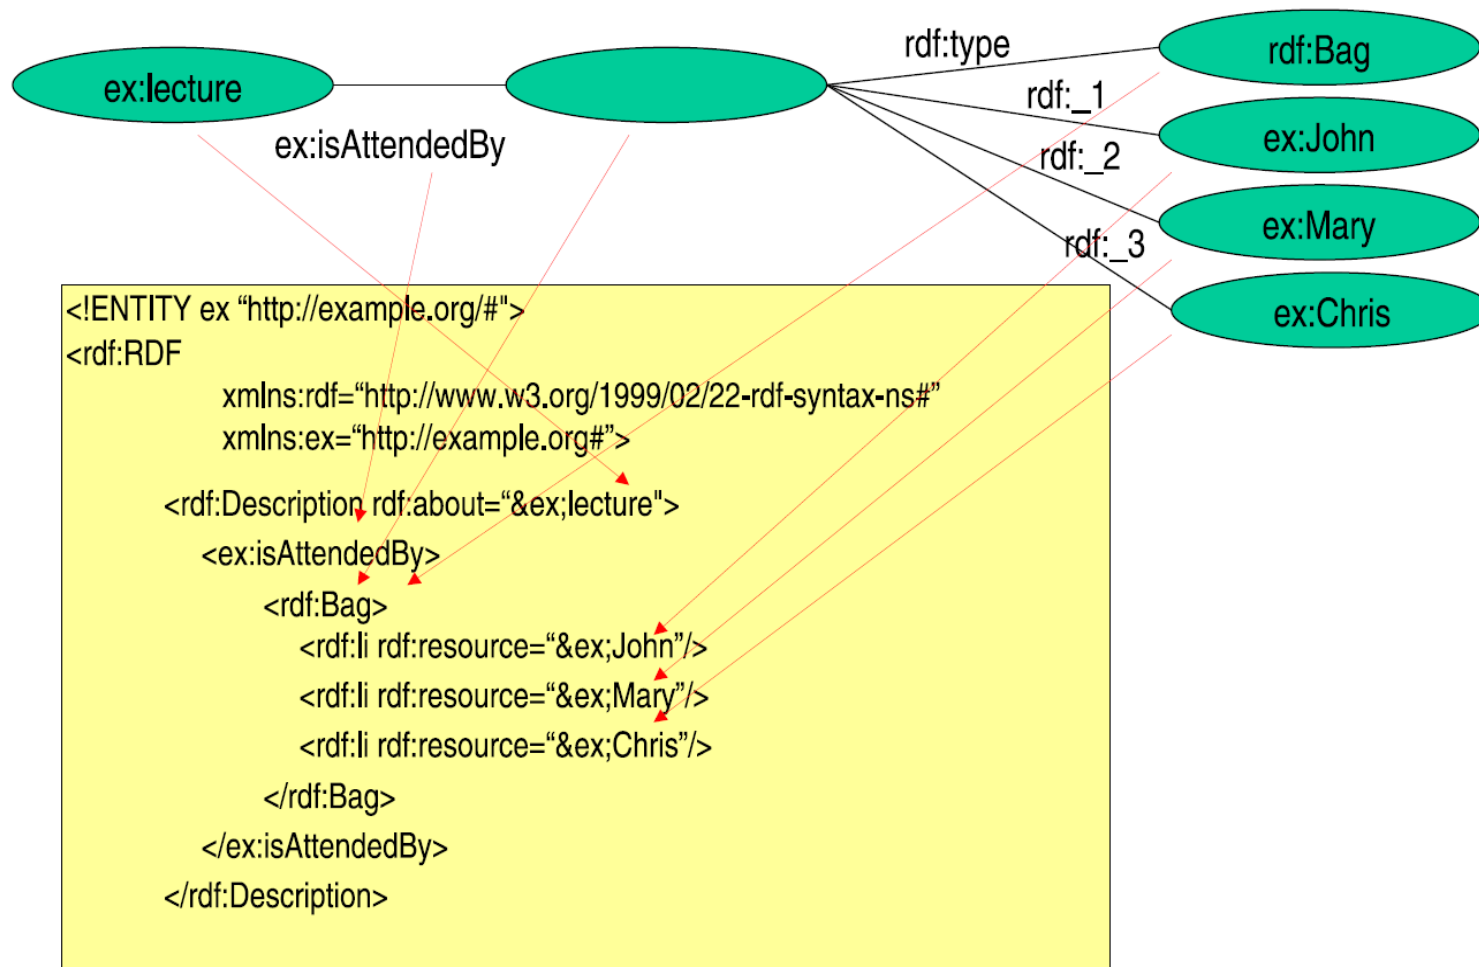 rdf:type
rdf:Bag
ex:lecture
rdf:_1
ex:John
ex:isAttendedBy
rdf:_2
ex:Mary
rdf:_3
ex:Chris
<!ENTITY ex “http://example.org/#">
<rdf:RDF
xmlns:rdf=“http://www.w3.org/1999/02/22-rdf-syntax-ns#”
xmlns:ex=“http://example.org#”>
<rdf:Description rdf:about=“&ex;lecture">
<ex:isAttendedBy>
<rdf:Bag>
<rdf:li rdf:resource=“&ex;John”/>
<rdf:li rdf:resource=“&ex;Mary”/>
<rdf:li rdf:resource=“&ex;Chris”/>
</rdf:Bag>
</ex:isAttendedBy>
</rdf:Description>